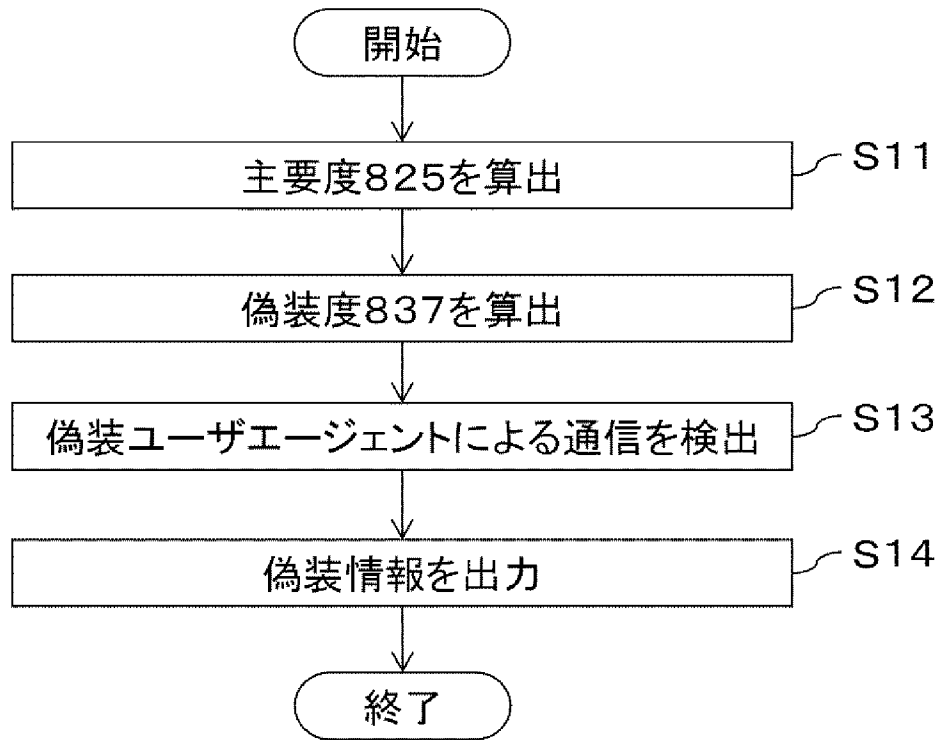 開始
主要度825を算出
S11
偽装度837を算出
S12
偽装ユーザエージェントによる通信を検出
S13
偽装情報を出力
S14
終了